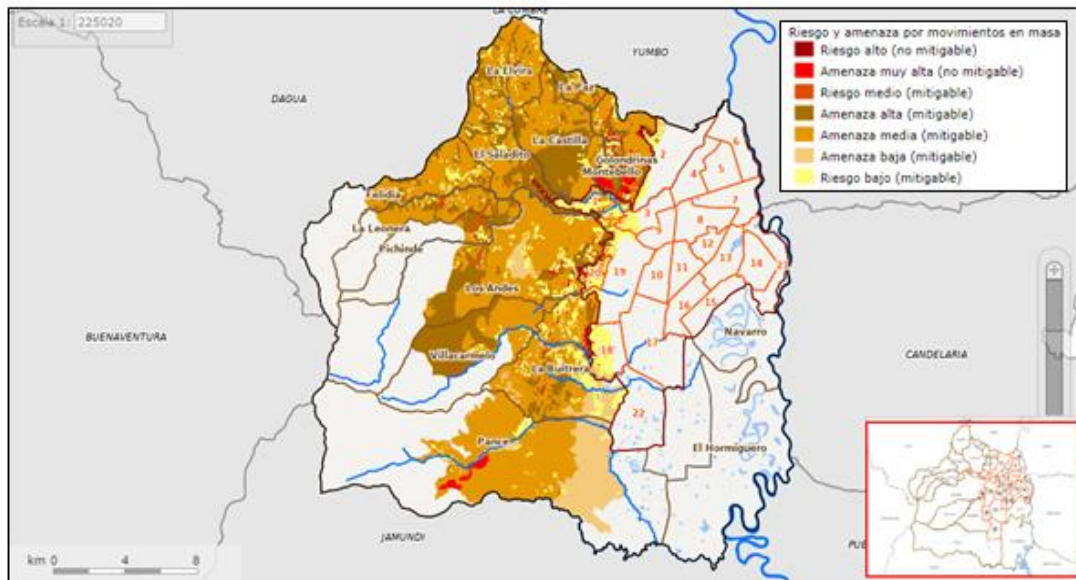 LA CUMBRE
Escala 1: 225020
YUMBO
DAGUA
Riesgo y amenaza por movimientos en masa
Riesgo alto (no mitigable)
Amenaza muy alta (no mitigable)
Riesgo medio (mitigable)
Amenaza alta (mitigable)
Amenaza media (mitigable)
Amenaza baja (mitigable)
Riesgo bajo (mitigable)
La Elvira
La Paz
La Castilla
El Saladito
Golondrinas
Montebello
2
6
4
5
Felidia
7
1
3
8
La Leonera
Pichinde
12
9
13
14
21
20
19
10
11
Los Andes
16
15
BUENAVENTURA
Navarro
17
18
Villacarmelo
CANDELARIA
La Buitrera
22
Pance
El Hormiguero
JAMUNDI
km 0 4 8